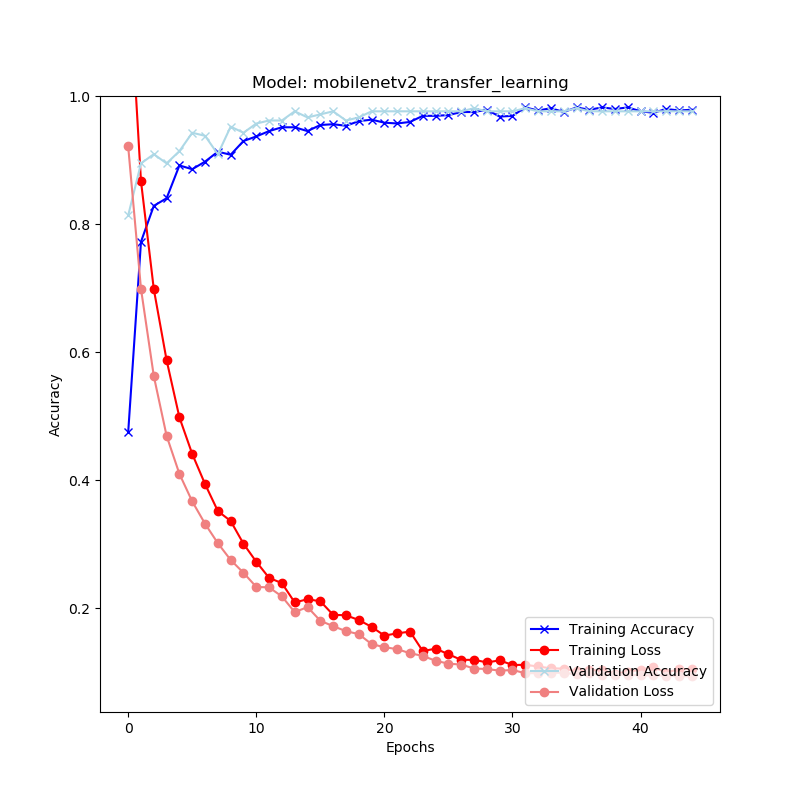 Model: mobilenetv2_transfer_learning
1.0
0.8
0.6
0.4
0.2
Accuracy
0
10
20
30
40
Epochs
Training Accuracy
Training Loss
Validation Accuracy
Validation Loss